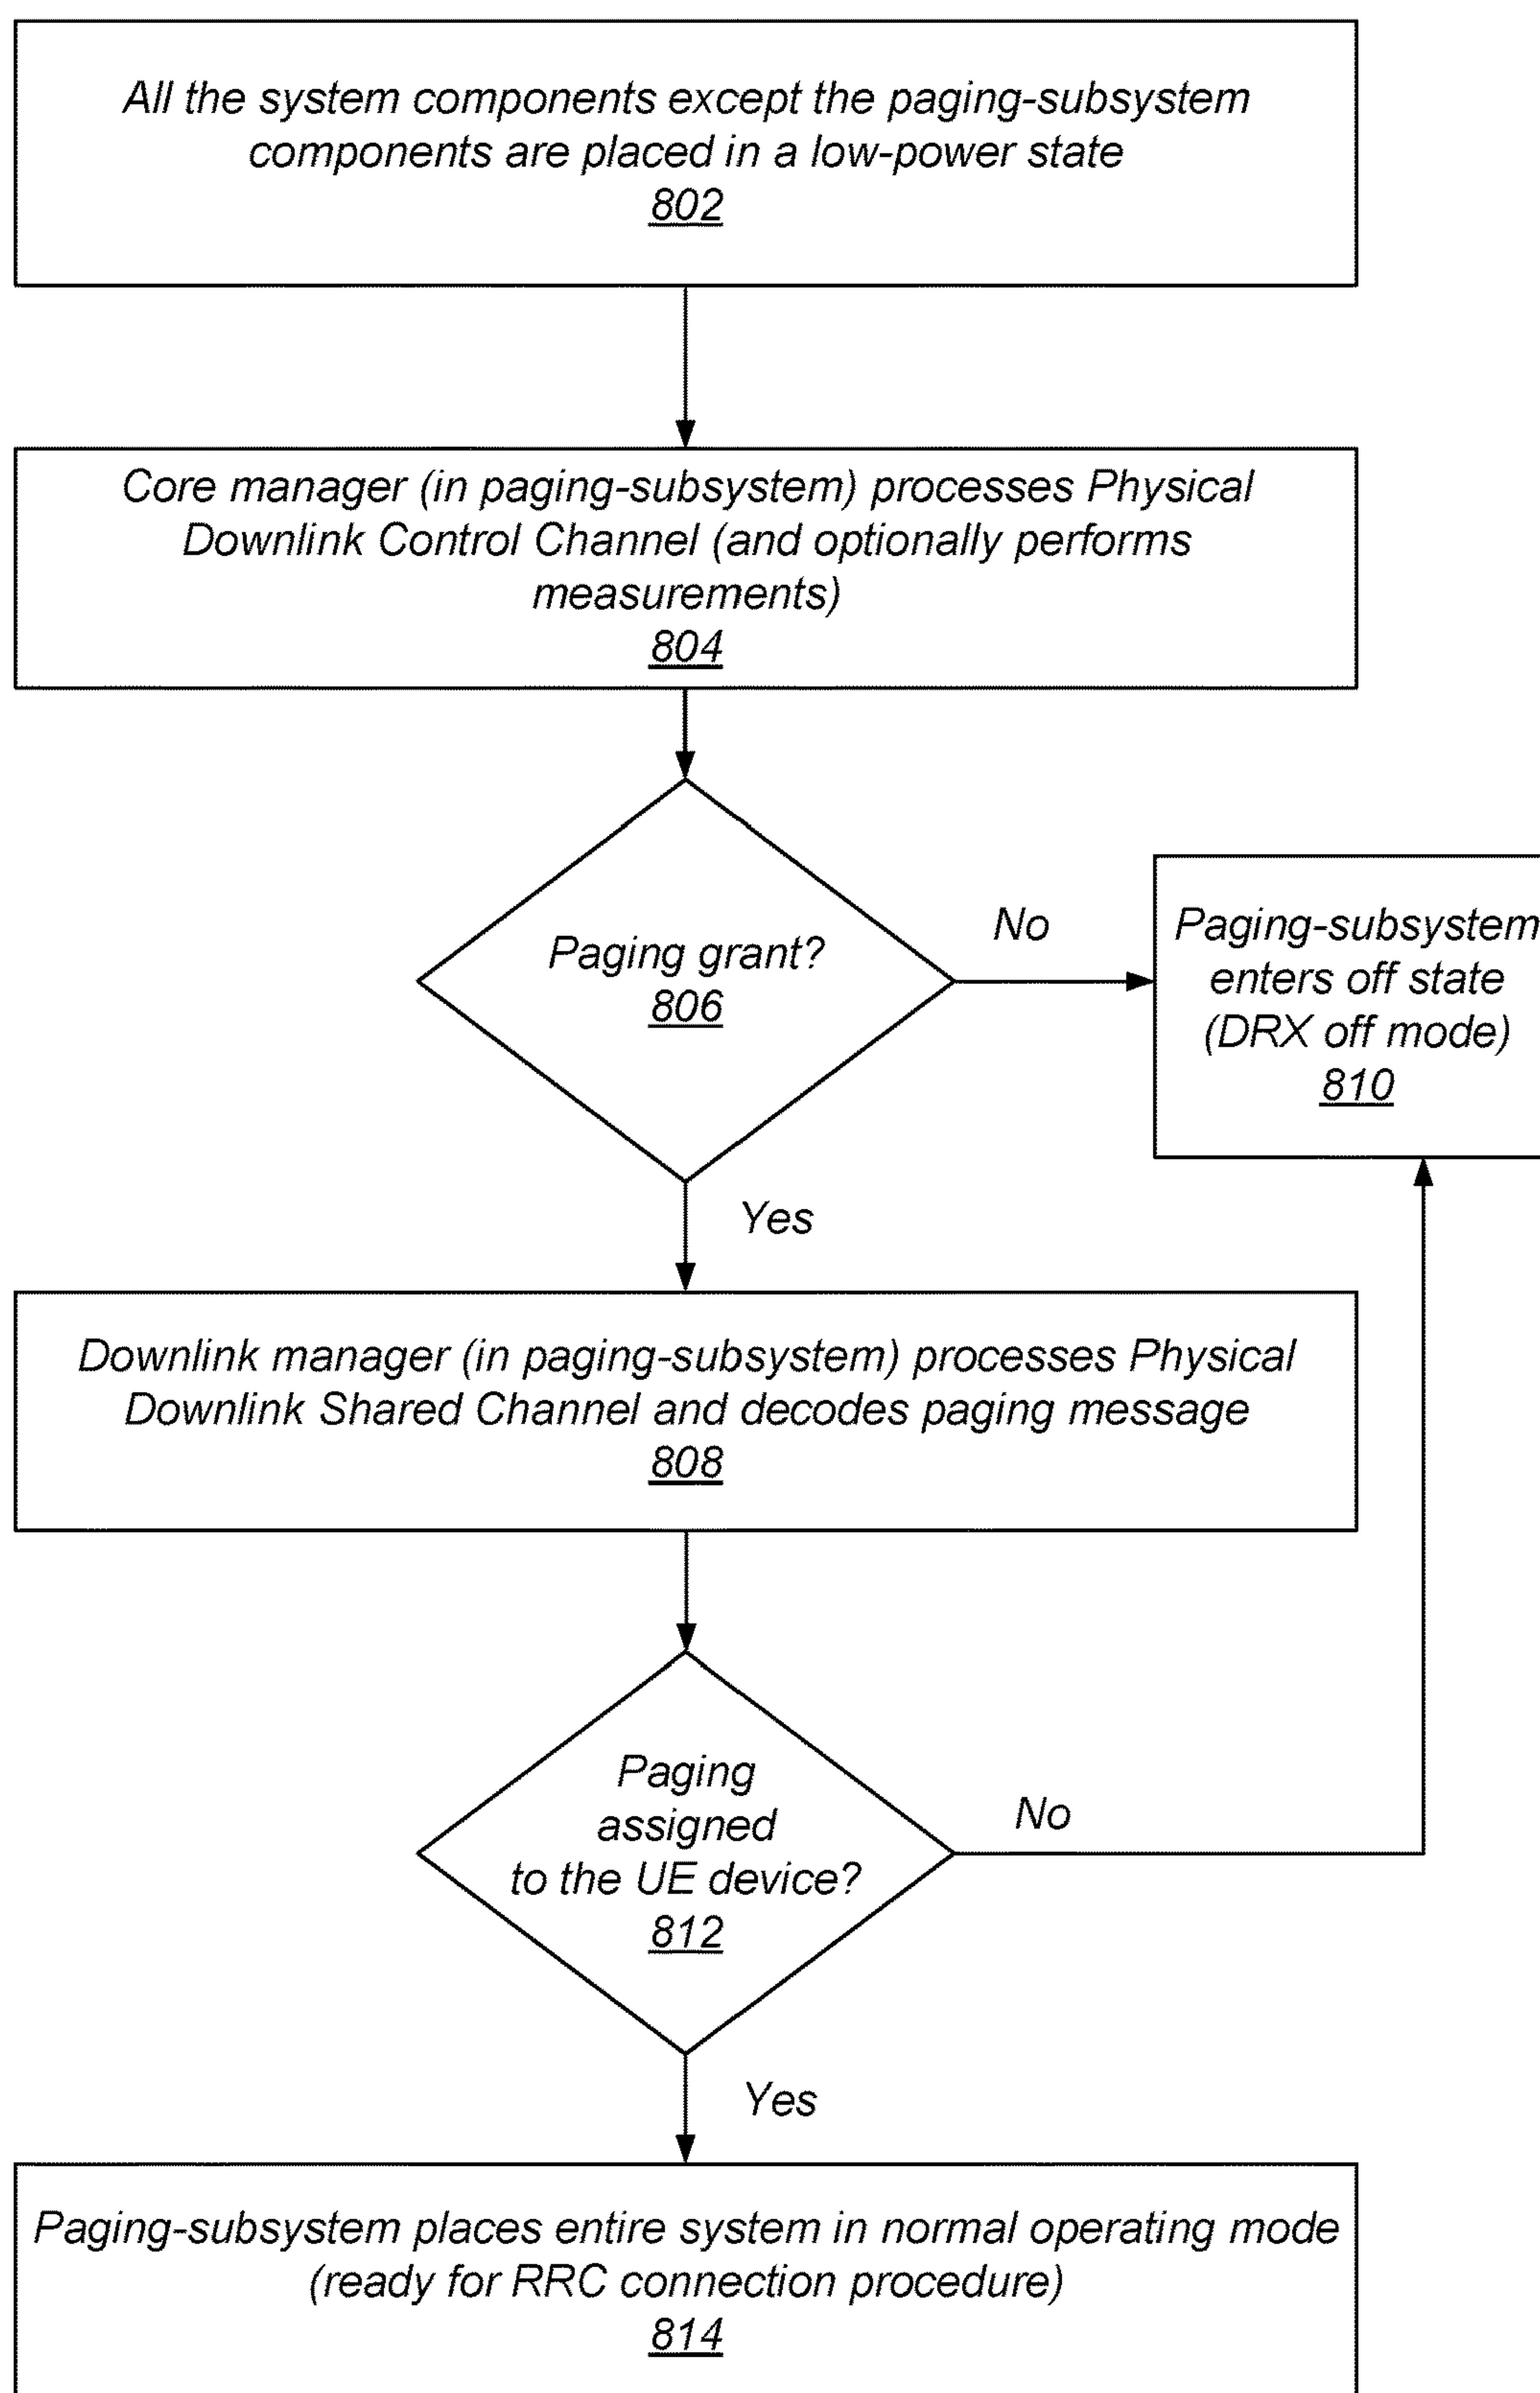 All the system components except the paging-subsystem
components are placed in a low-power state
802
Core manager (in paging-subsystem) processes Physical
Downlink Control Channel (and optionally performs
measurements)
804
Paging grant?
806
No
Paging-subsystem
enters off state
(DRX off mode)
810
Yes
Downlink manager (in paging-subsystem) processes Physical
Downlink Shared Channel and decodes paging message
808
Paging
assigned
to the UE device?
812
No
Yes
Paging-subsystem places entire system in normal operating mode
(ready for RRC connection procedure)
814